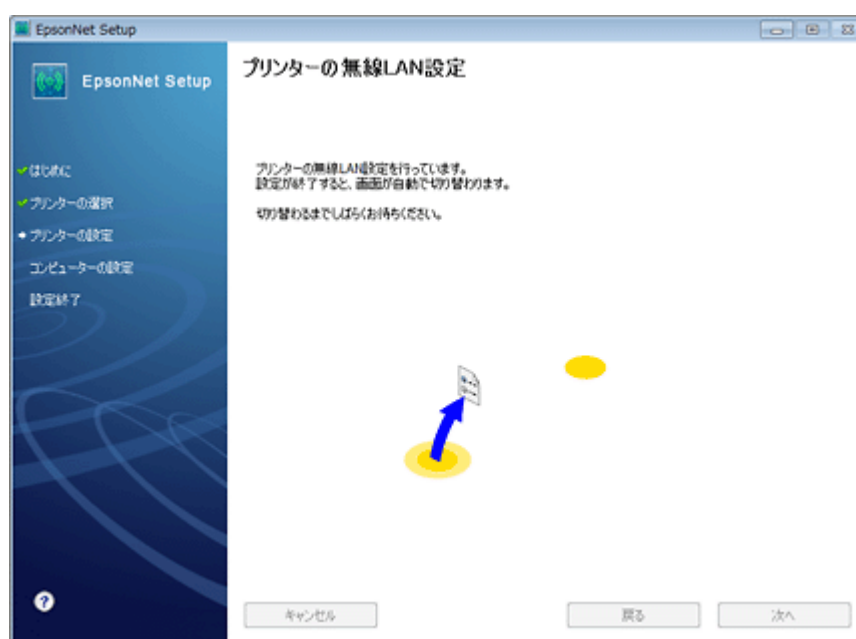 EpsonNet Setup
EpsonNet Setup
はじめに
プリンターの選択
プリンターの設定
コンピューターの設定
設定終了
プリンターの無線LAN設定
プリンターの無線LAN設定を行っています。
設定が終了すると、画面が自動で切り替わります。
切り替わるまでしばらくお待ちください。
?
キャンセル
戻る
次へ